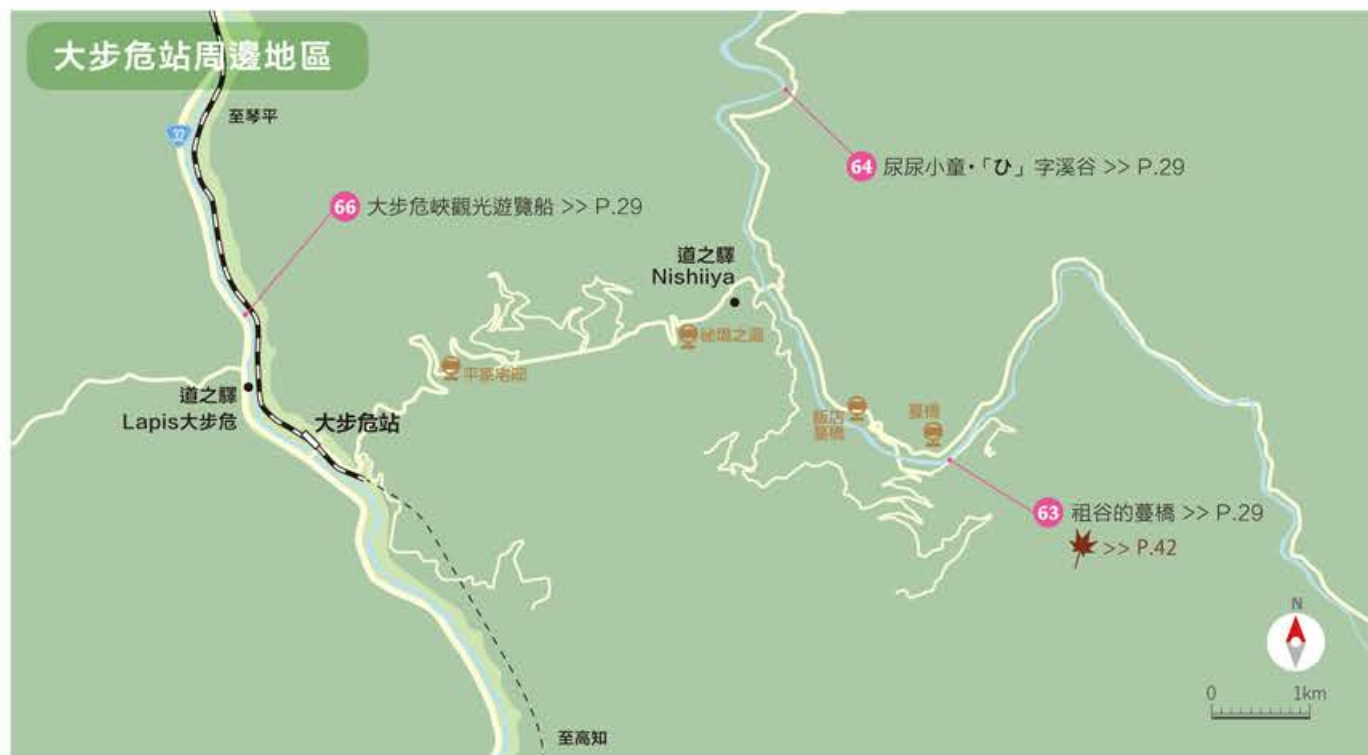 大步危站周邊地區
至琴平
32
64 尿尿小童・「ひ」字溪谷 >> P.29
66 大步危峽觀光遊覽船 >> P.29
道之驛
Nishiiya
祕境之湯
平家宅邸
道之驛
Lapis大步危
大步危站
飯店
蔓橋
蔓橋
63 祖谷的蔓橋 >> P.29
>> P.42
N
0 1km
至高知